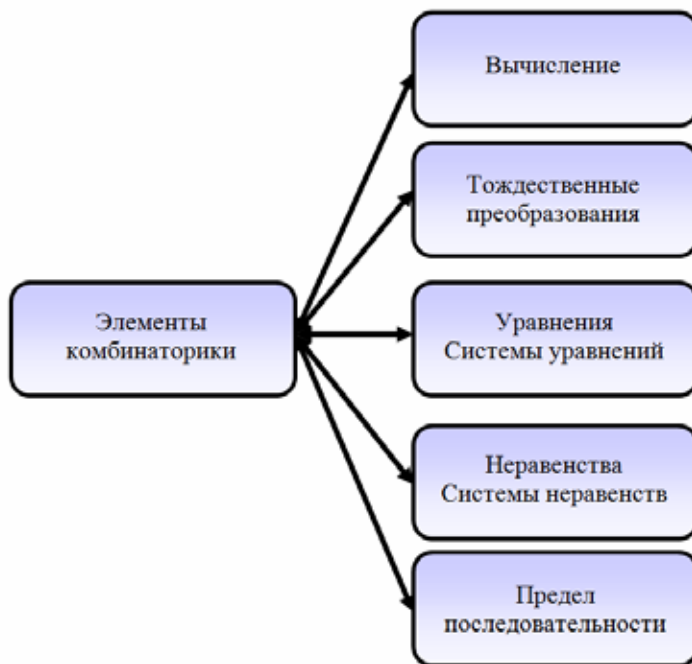 Вычисление
Тождественные
преобразования
Элементы
комбинаторики
Уравнения
Системы уравнений
Неравенства
Системы неравенств
Предел
последовательности